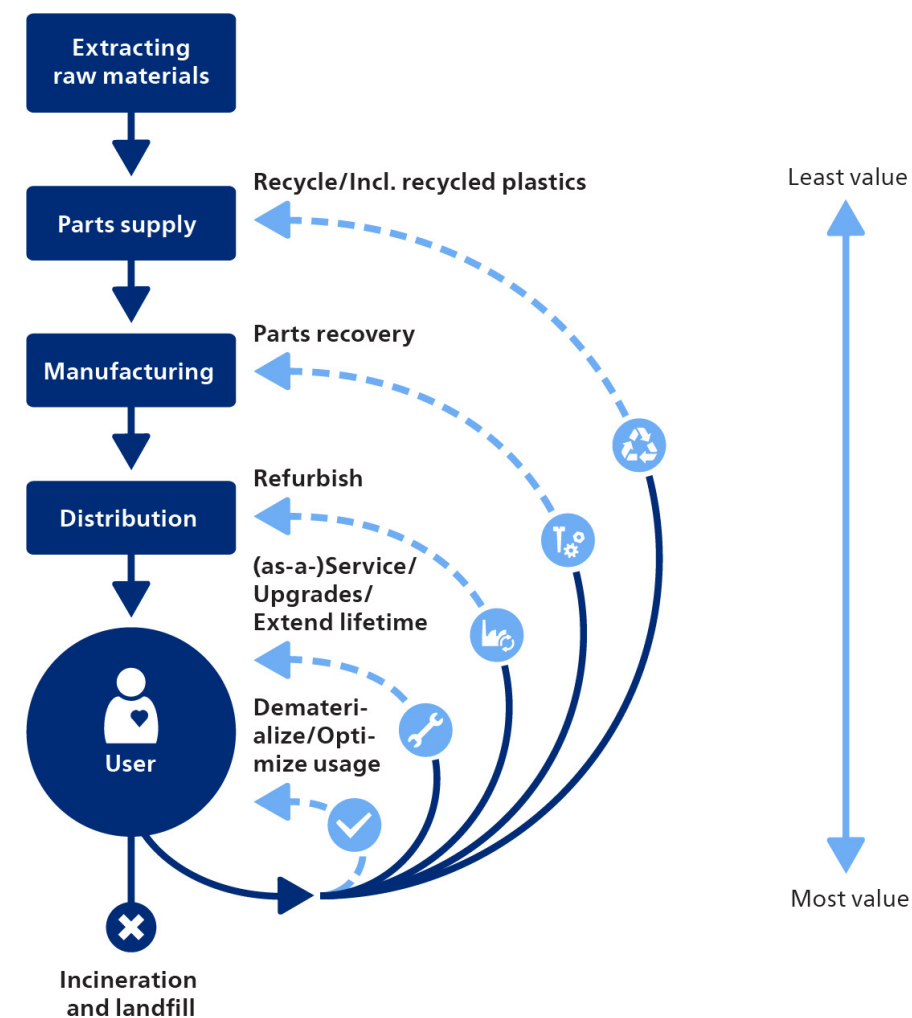 Extracting
raw materials
Parts supply
Recycle/Incl. recycled plastics
Least value
Manufacturing
Parts recovery
Distribution
Refurbish
(as-a-)Service/
Upgrades/
Extend lifetime
User
Demateri-
alize/Opti-
mize usage
Most value
Incineration
and landfill